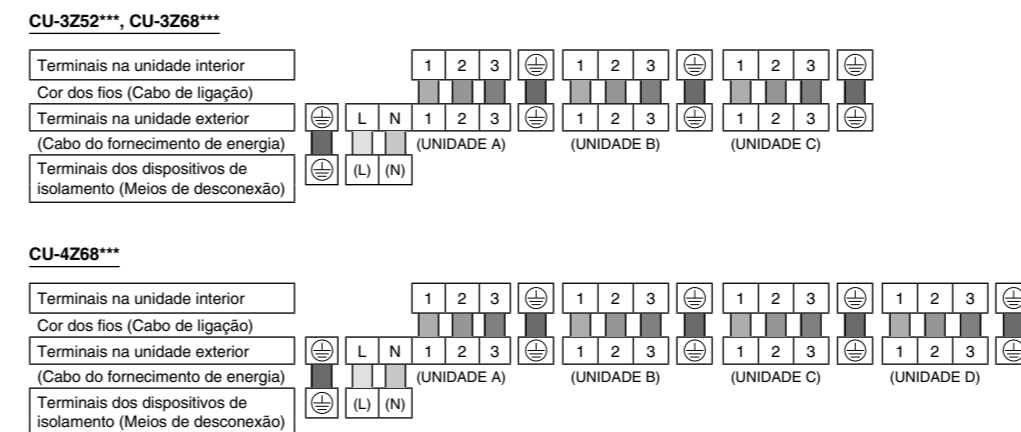 CU-3Z52***, CU-3Z68***
Terminais na unidade interior 1 2 3 1 2 3 1 2 3
Cor dos fios (Cabo de ligação)
Terminais na unidade exterior L N 1 2 3 1 2 3 1 2 3
(Cabo do fornecimento de energia) (UNIDADE A) (UNIDADE B) (UNIDADE C)
Terminais dos dispositivos de
isolamento (Meios de desconexão) (L) (N)
CU-4Z68***
Terminais na unidade interior 1 2 3 1 2 3 1 2 3 1 2 3
Cor dos fios (Cabo de ligação)
Terminais na unidade exterior L N 1 2 3 1 2 3 1 2 3 1 2 3
(Cabo do fornecimento de energia) (UNIDADE A) (UNIDADE B) (UNIDADE C) (UNIDADE D)
Terminais dos dispositivos de
isolamento (Meios de desconexão) (L) (N)